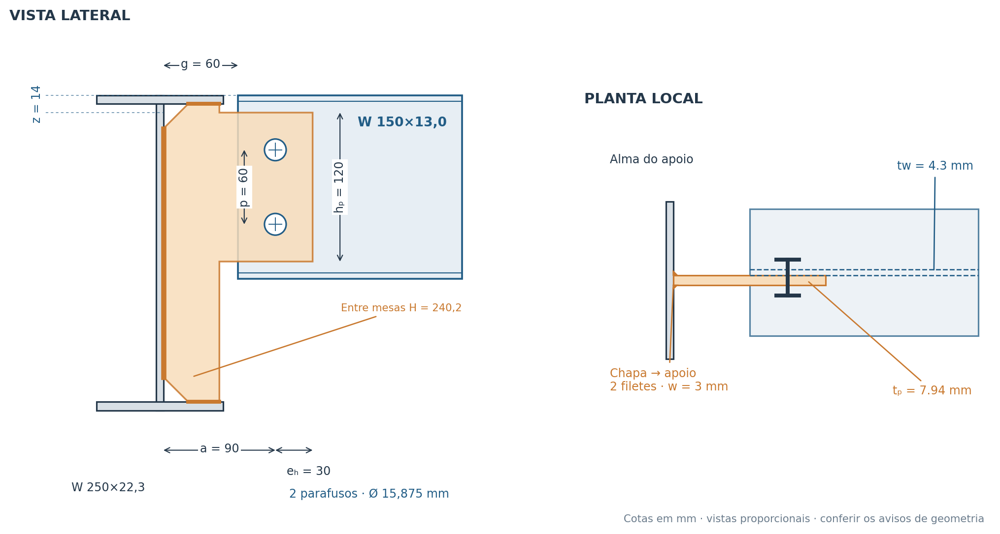 VISTA LATERAL
g = 60
z = 14
W 150×13,0
p = 60
hₚ = 120
Entre mesas H = 240,2
a = 90
eₕ = 30
W 250×22,3
2 parafusos · Ø 15,875 mm
PLANTA LOCAL
Alma do apoio
tw = 4.3 mm
Chapa → apoio
2 filetes · w = 3 mm
tₚ = 7.94 mm
Cotas em mm · vistas proporcionais · conferir os avisos de geometria